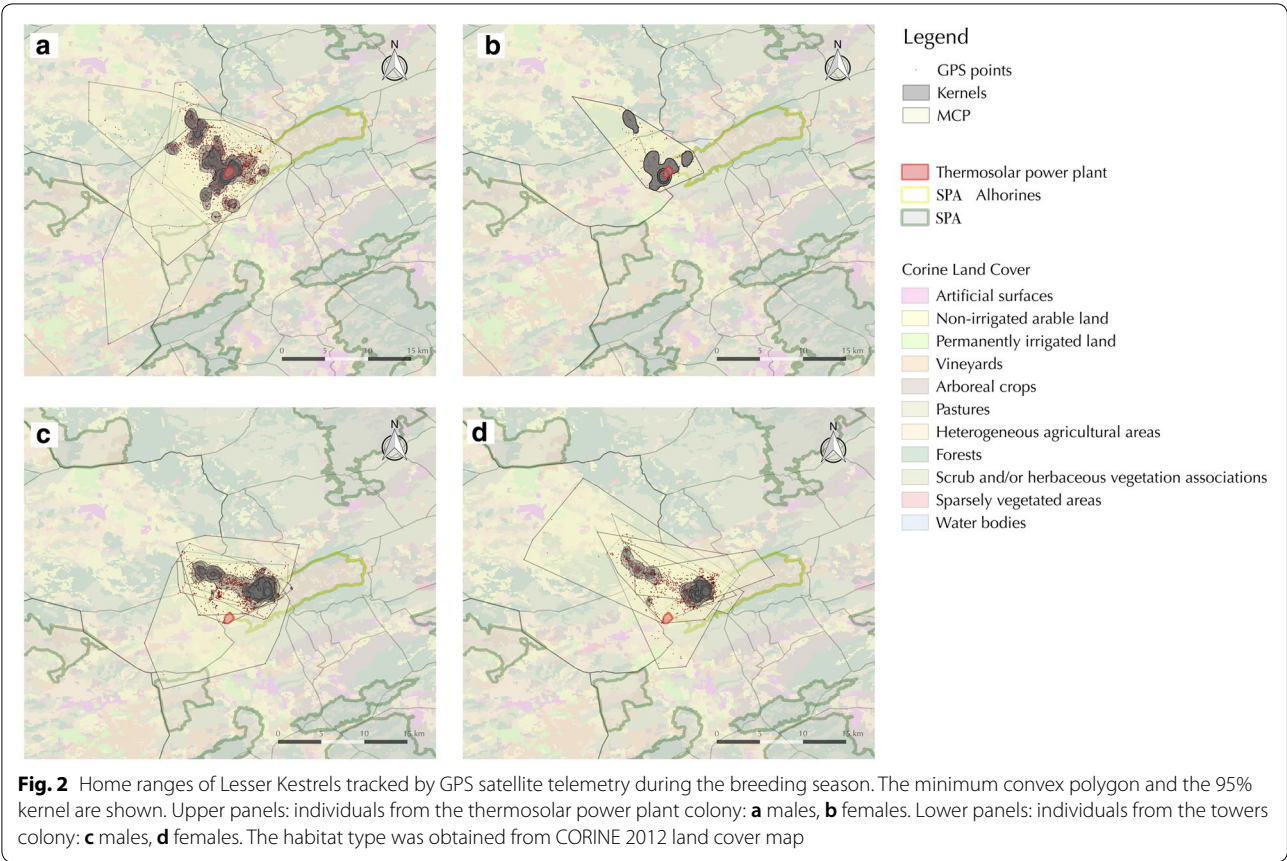 a
N
0 5 10 15 km
b
N
0 5 10 15 km
Legend
GPS points
Kernels
MCP
Thermosolar power plant
SPA Alhorines
SPA
Corine Land Cover
Artificial surfaces
Non-irrigated arable land
Permanently irrigated land
Vineyards
Arboreal crops
Pastures
Heterogeneous agricultural areas
Forests
Scrub and/or herbaceous vegetation associations
Sparsely vegetated areas
Water bodies
c
N
0 5 10 15 km
d
N
0 5 10 15 km
Fig. 2 Home ranges of Lesser Kestrels tracked by GPS satellite telemetry during the breeding season. The minimum convex polygon and the 95%
kernel are shown. Upper panels: individuals from the thermosolar power plant colony: a males, b females. Lower panels: individuals from the towers
colony: c males, d females. The habitat type was obtained from CORINE 2012 land cover map